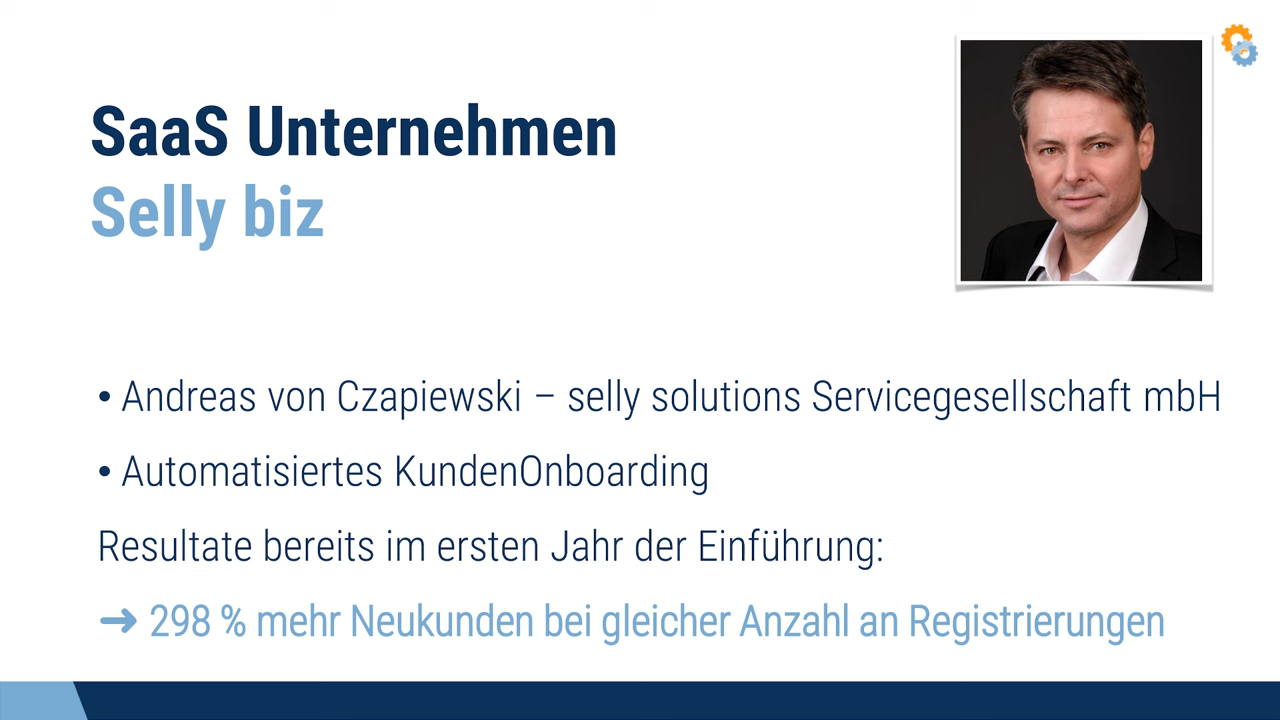 SaaS Unternehmen
Selly biz
• Andreas von Czapiewski – selly solutions Servicegesellschaft mbH
• Automatisiertes KundenOnboarding
Resultate bereits im ersten Jahr der Einführung:
➜ 298 % mehr Neukunden bei gleicher Anzahl an Registrierungen